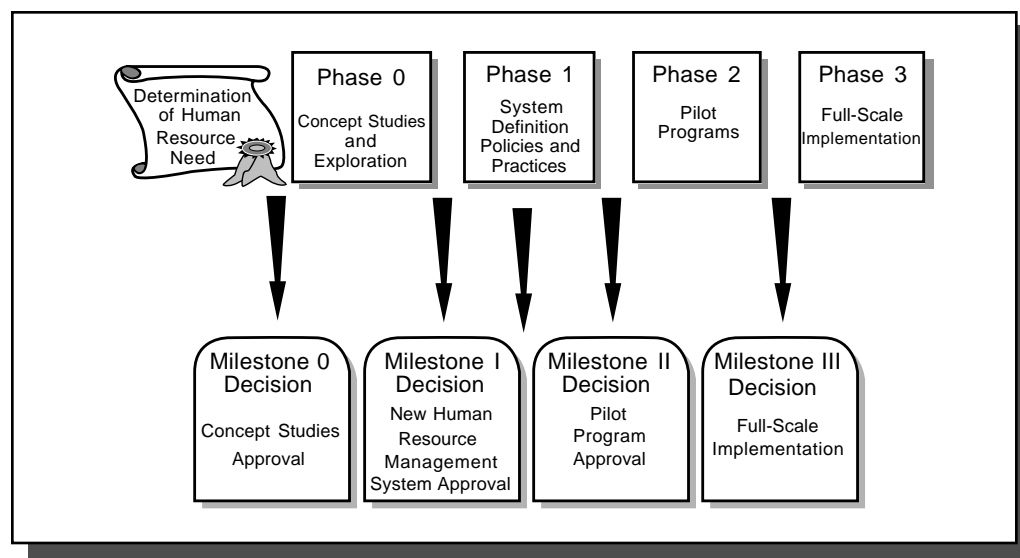 Determination
of Human
Resource
Need
Phase 0
Concept Studies
and
Exploration
Phase 1
System
Definition
Policies and
Practices
Phase 2
Pilot
Programs
Phase 3
Full-Scale
Implementation
Milestone 0
Decision
Concept Studies
Approval
Milestone I
Decision
New Human
Resource
Management
System Approval
Milestone II
Decision
Pilot
Program
Approval
Milestone III
Decision
Full-Scale
Implementation